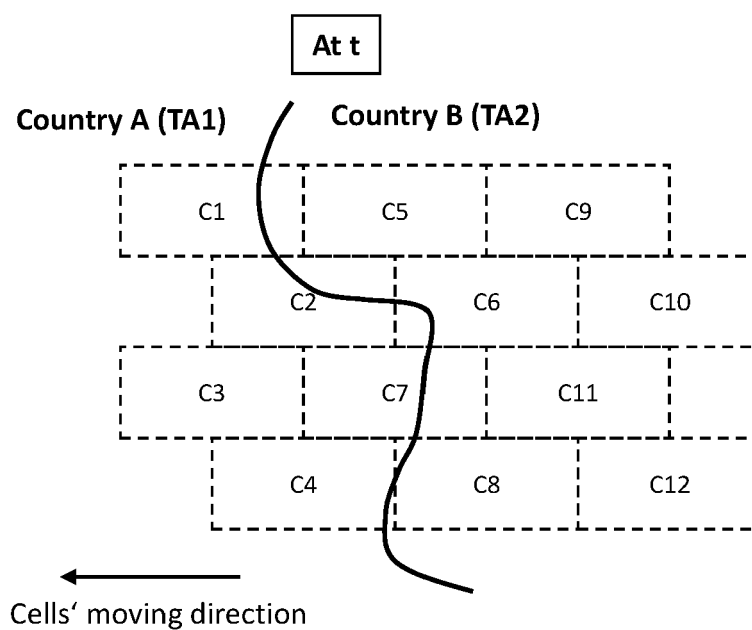 At t
Country A (TA1)
Country B (TA2)
C1
C5
C9
C2
C6
C10
C3
C7
C11
C4
C8
C12
Cells‘ moving direction